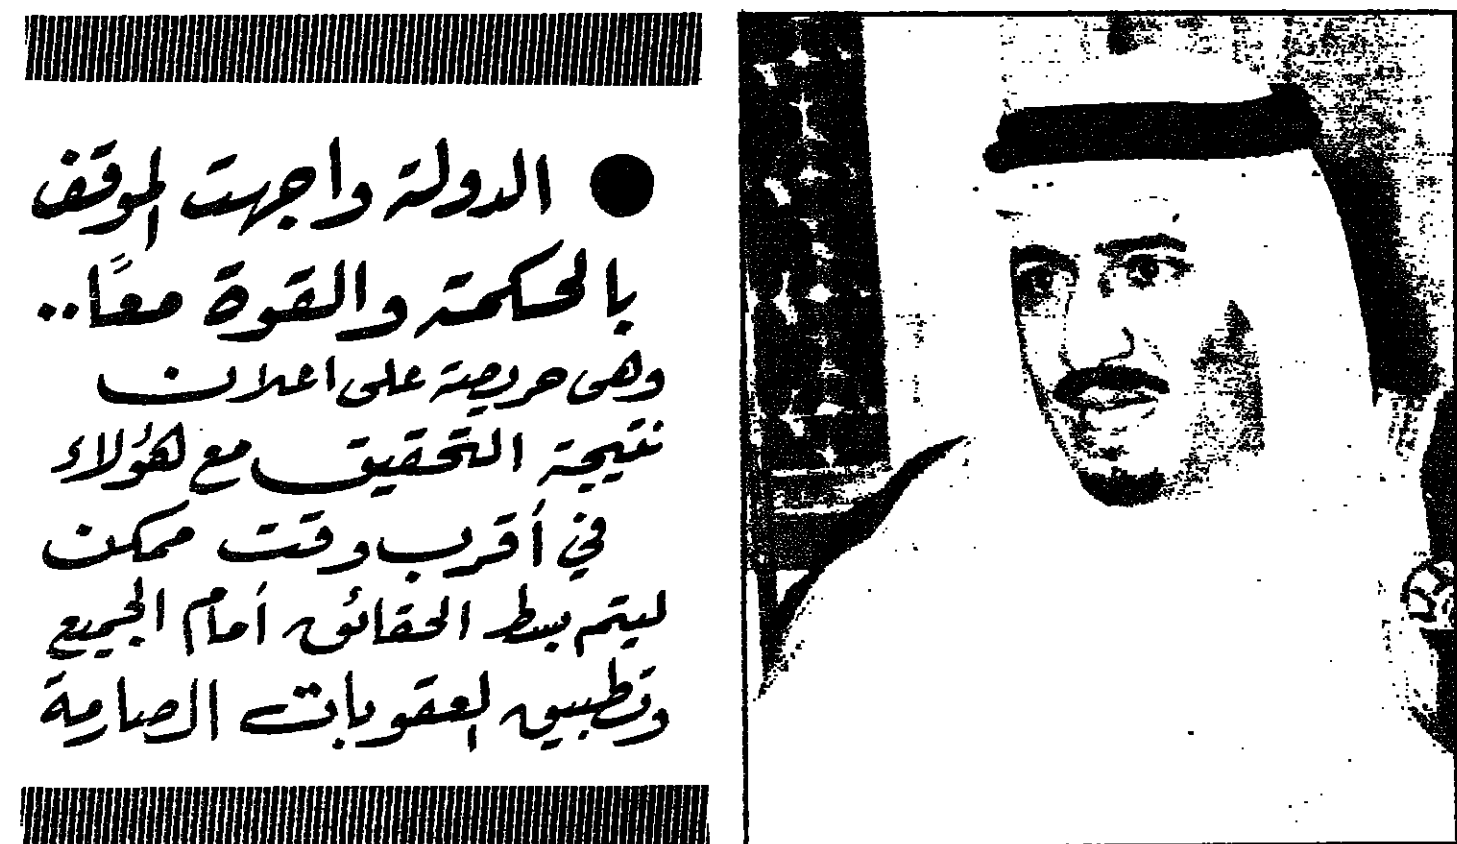 ● الدولة واجهت الموقف
بالحكمة والقوة معاً..
وهى حريصة على اعلان
نتيجة التحقيق مع هؤلاء
في أقرب وقت ممكن
ليتم بسط الحقائق أمام الجميع
وتطبيق العقوبات الصارمة